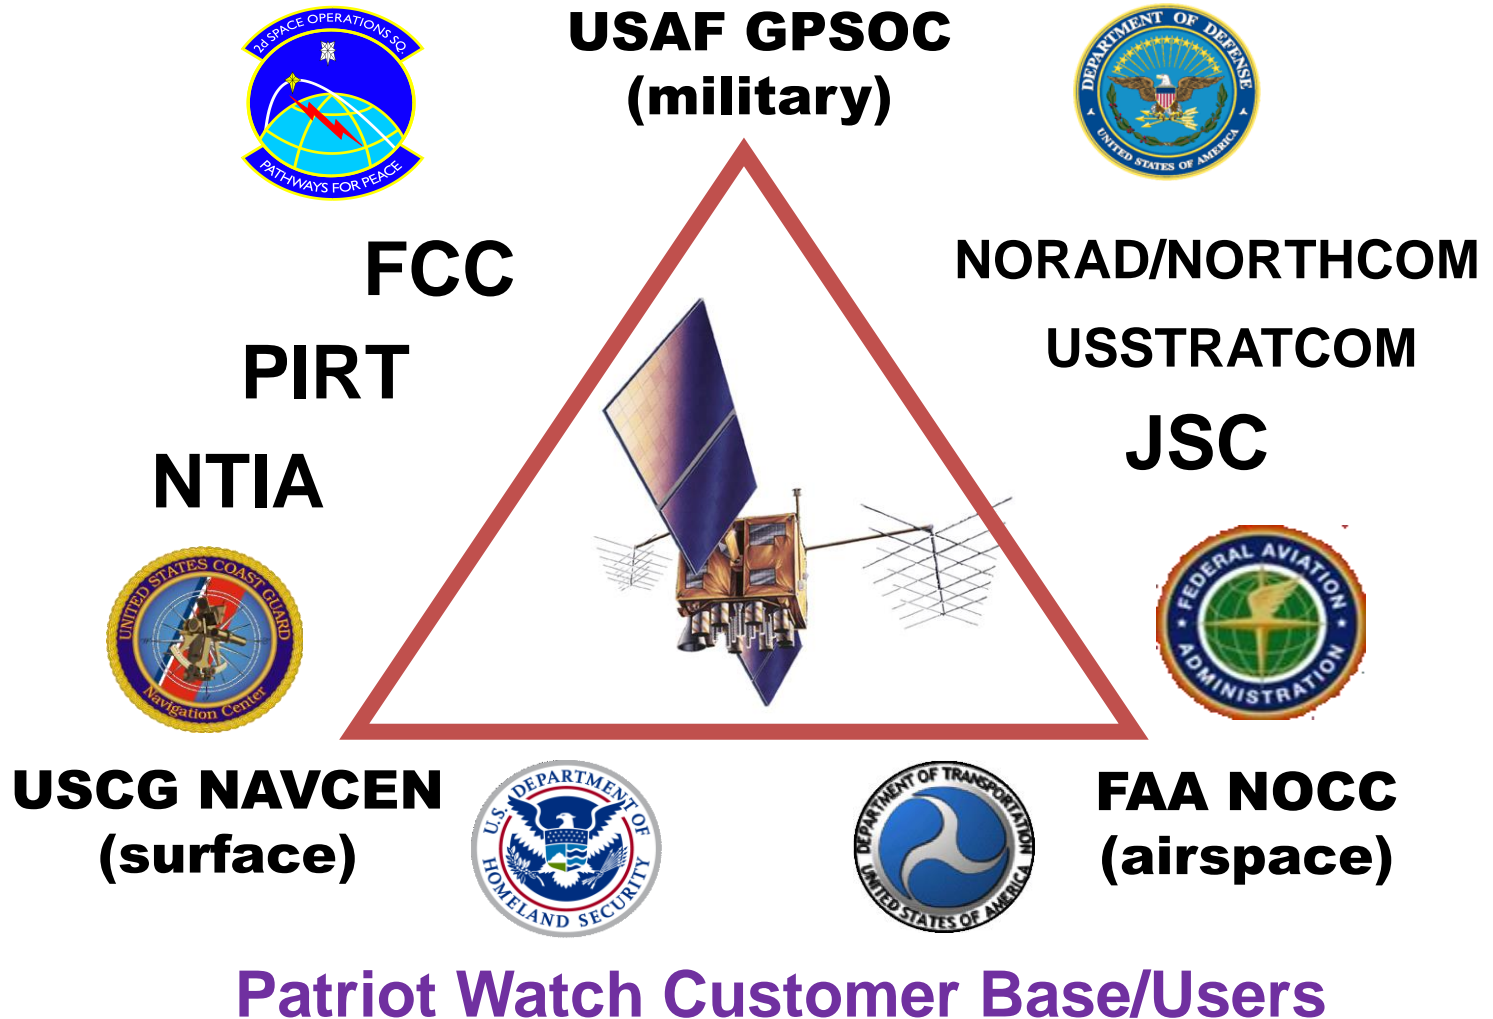 2d SPACE OPERATIONS SQ.
PATHWAYS FOR PEACE
USAF GPSOC
(military)
DEPARTMENT OF DEFENSE
UNITED STATES OF AMERICA
FCC
PIRT
NTIA
NORAD/NORTHCOM
USSTRATCOM
JSC
UNITED STATES COAST GUARD
Navigation Center
FEDERAL AVIATION
ADMINISTRATION
USCG NAVCEN
(surface)
U.S. DEPARTMENT OF
HOMELAND SECURITY
DEPARTMENT OF TRANSPORTATION
UNITED STATES OF AMERICA
FAA NOCC
(airspace)
Patriot Watch Customer Base/Users